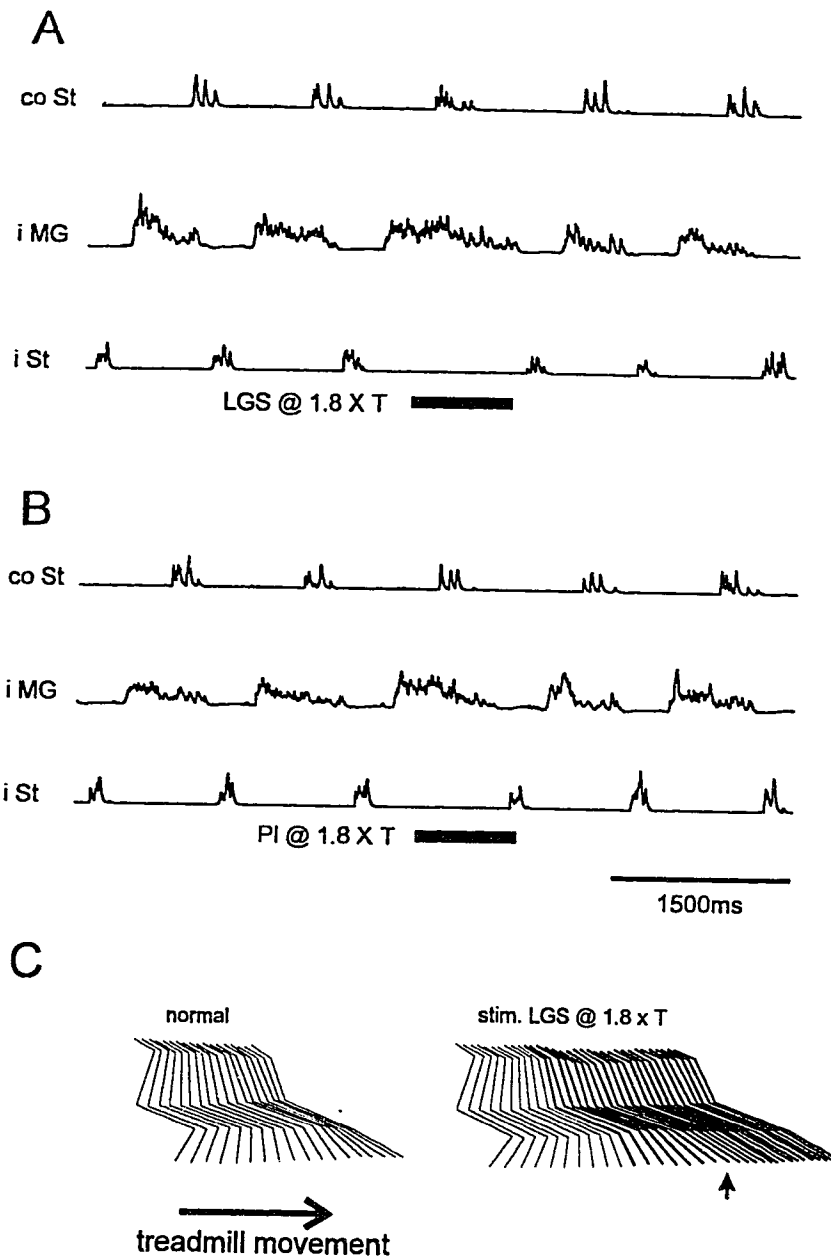 A
co St
i MG
i St
LGS @ 1.8 X T
B
co St
i MG
i St
Pl @ 1.8 X T
1500ms
C
normal
stim. LGS @ 1.8 x T
treadmill movement